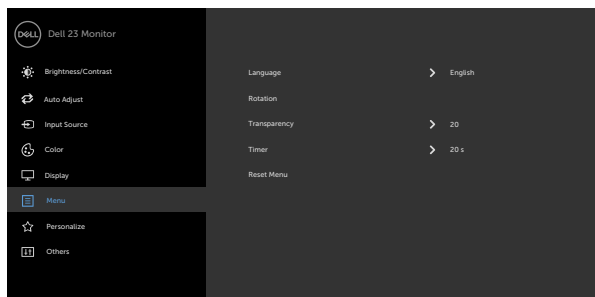 DELL Dell 23 Monitor
Brightness/Contrast
Auto Adjust
Input Source
Color
Display
Menu
Personalize
Others
Language English
Rotation
Transparency 20
Timer 20 s
Reset Menu